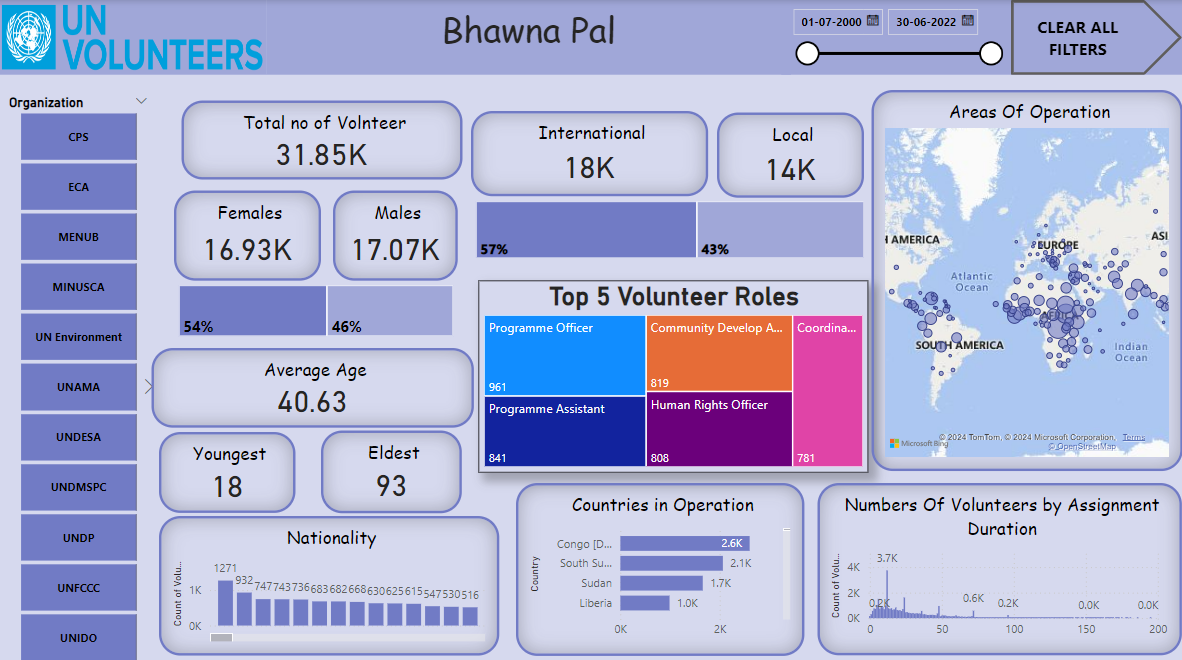 UN
VOLUNTEERS
Bhawna Pal
01-07-2000
30-06-2022
CLEAR ALL
FILTERS
Organization
CPS
ECA
MENUB
MINUSCA
UN Environment
UNAMA
UNDESA
UNDMSPC
UNDP
UNFCCC
UNIDO
Total no of Volnteer
31.85K
International
18K
Local
14K
Females
16.93K
Males
17.07K
57%
43%
54%
46%
Average Age
40.63
Youngest
18
Eldest
93
Top 5 Volunteer Roles
Programme Officer
961
Community Develop A...
819
Coordina...
781
Programme Assistant
841
Human Rights Officer
808
Areas Of Operation
H AMERICA
EUROPE
ASI
Atlantic
Ocean
SOUTH AMERICA
Indian
Ocean
Microsoft Bing
© 2024 TomTom, © 2024 Microsoft Corporation,
Terms
© OpenStreetMap
Nationality
Count of Volu...
1K
0K
1271
932
747
743
736
683
682
668
630
625
615
547
530
516
Countries in Operation
Country
Congo [D...
2.6K
South Su...
2.1K
Sudan
1.7K
Liberia
1.0K
0K
2K
Numbers Of Volunteers by Assignment
Duration
Count of Volu...
4K
2K
0K
3.7K
0.6K
0.2K
0.0K
0.0K
0
50
100
150
200